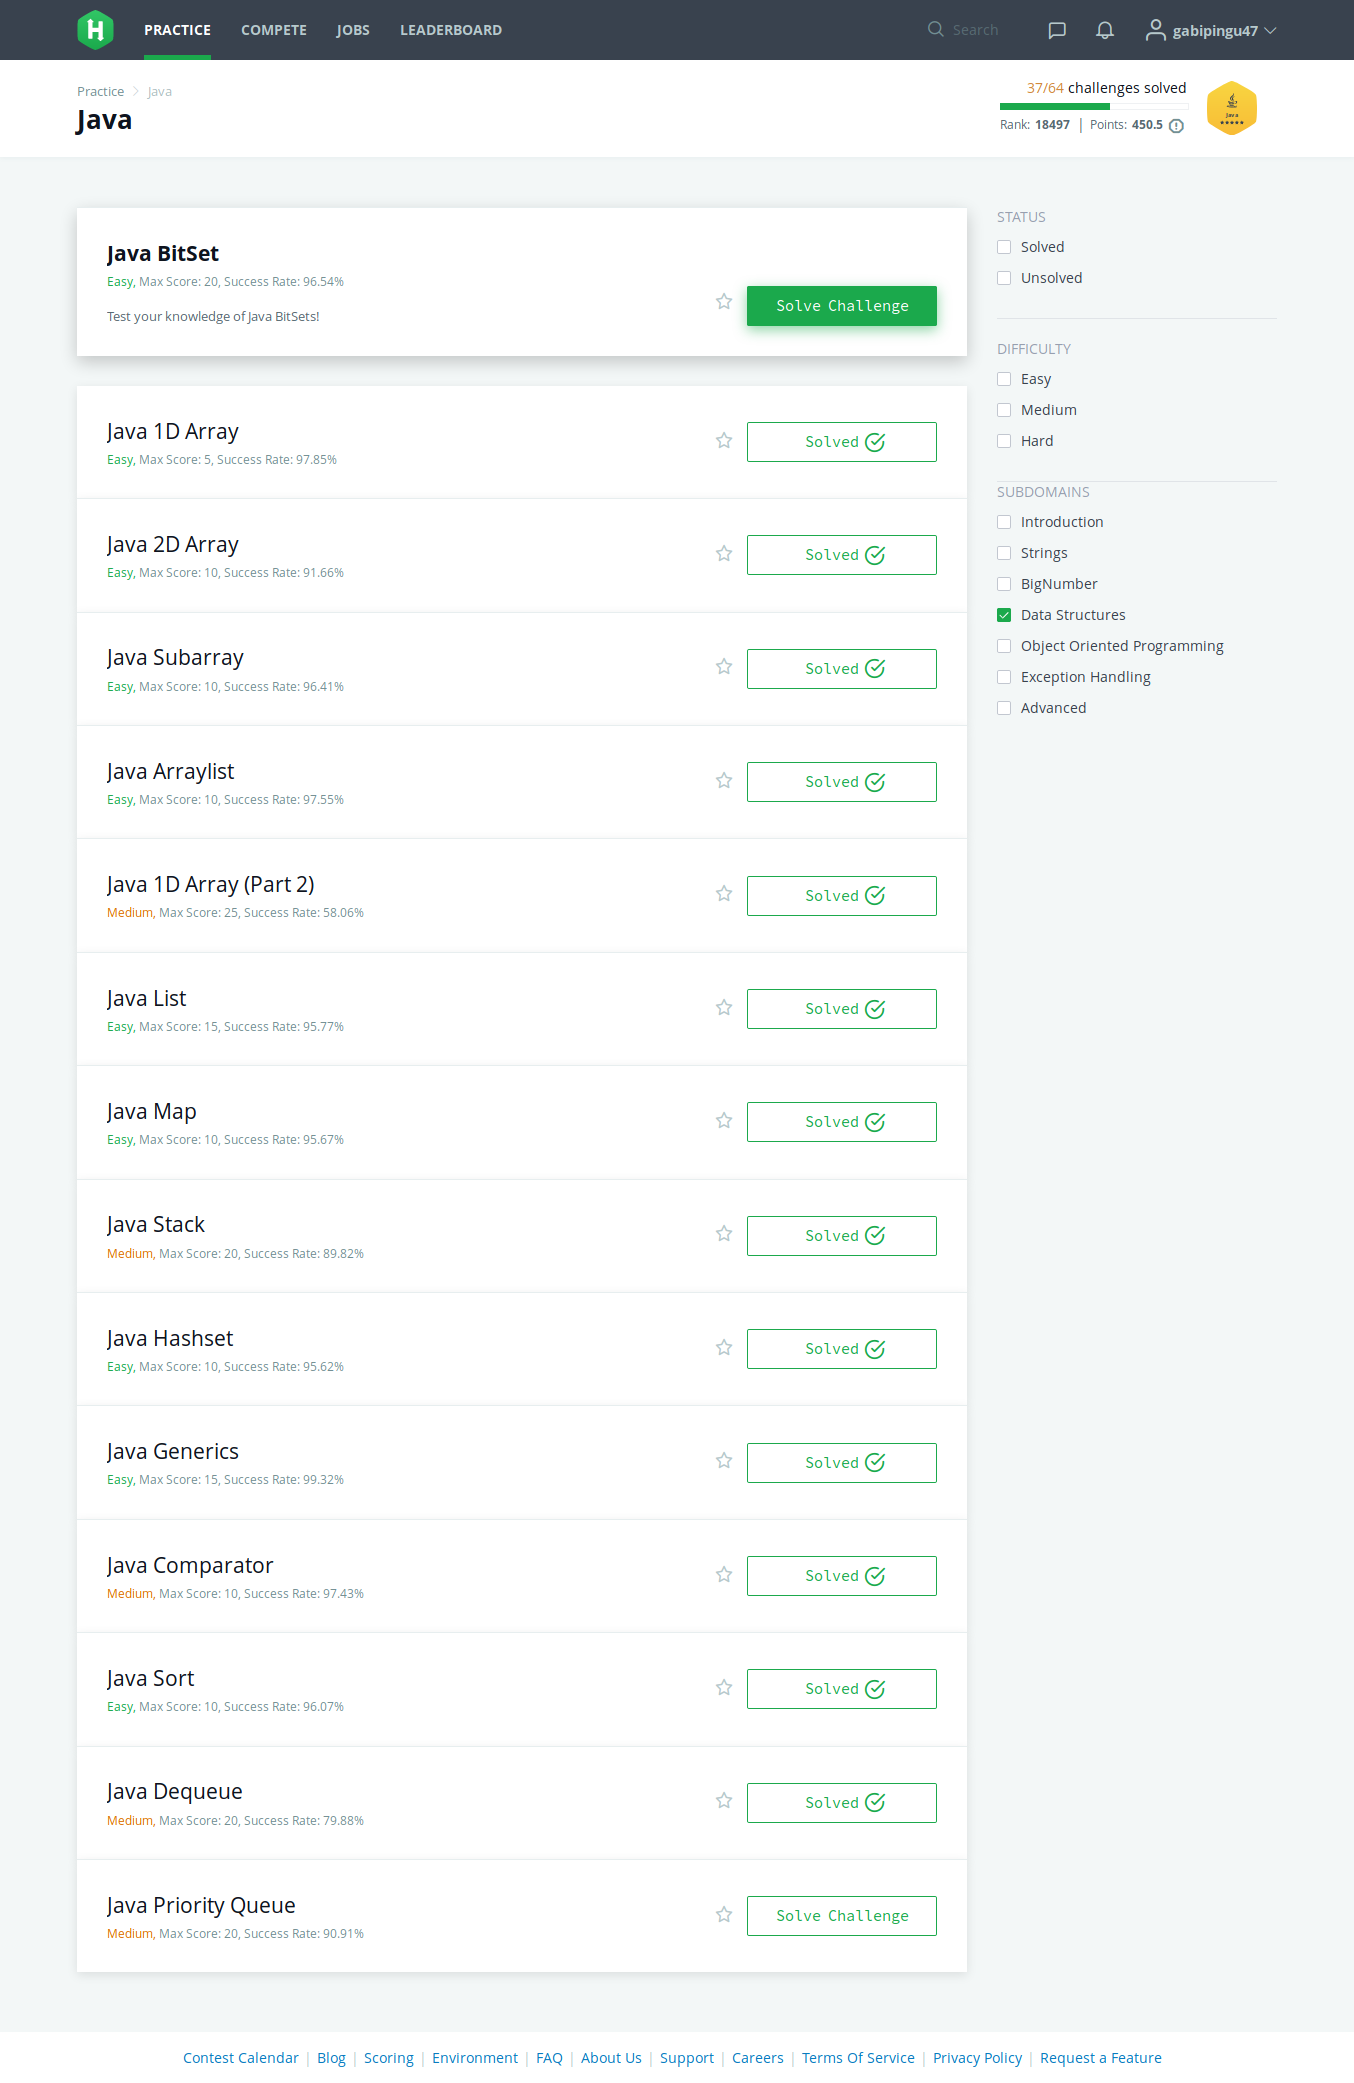 PRACTICE COMPETE JOBS LEADERBOARD Search gabipingu47
Practice Java
Java
37/64 challenges solved
Rank: 18497 | Points: 450.5
Java
Java BitSet
Easy, Max Score: 20, Success Rate: 96.54%
Test your knowledge of Java BitSets!
Solve Challenge
Java 1D Array
Easy, Max Score: 5, Success Rate: 97.85%
Solved
Java 2D Array
Easy, Max Score: 10, Success Rate: 91.66%
Solved
Java Subarray
Easy, Max Score: 10, Success Rate: 96.41%
Solved
Java Arraylist
Easy, Max Score: 10, Success Rate: 97.55%
Solved
Java 1D Array (Part 2)
Medium, Max Score: 25, Success Rate: 58.06%
Solved
Java List
Easy, Max Score: 15, Success Rate: 95.77%
Solved
Java Map
Easy, Max Score: 10, Success Rate: 95.67%
Solved
Java Stack
Medium, Max Score: 20, Success Rate: 89.82%
Solved
Java Hashset
Easy, Max Score: 10, Success Rate: 95.62%
Solved
Java Generics
Easy, Max Score: 15, Success Rate: 99.32%
Solved
Java Comparator
Medium, Max Score: 10, Success Rate: 97.43%
Solved
Java Sort
Easy, Max Score: 10, Success Rate: 96.07%
Solved
Java Dequeue
Medium, Max Score: 20, Success Rate: 79.88%
Solved
Java Priority Queue
Medium, Max Score: 20, Success Rate: 90.91%
Solve Challenge
STATUS
Solved
Unsolved
DIFFICULTY
Easy
Medium
Hard
SUBDOMAINS
Introduction
Strings
BigNumber
Data Structures
Object Oriented Programming
Exception Handling
Advanced
Contest Calendar | Blog | Scoring | Environment | FAQ | About Us | Support | Careers | Terms Of Service | Privacy Policy | Request a Feature